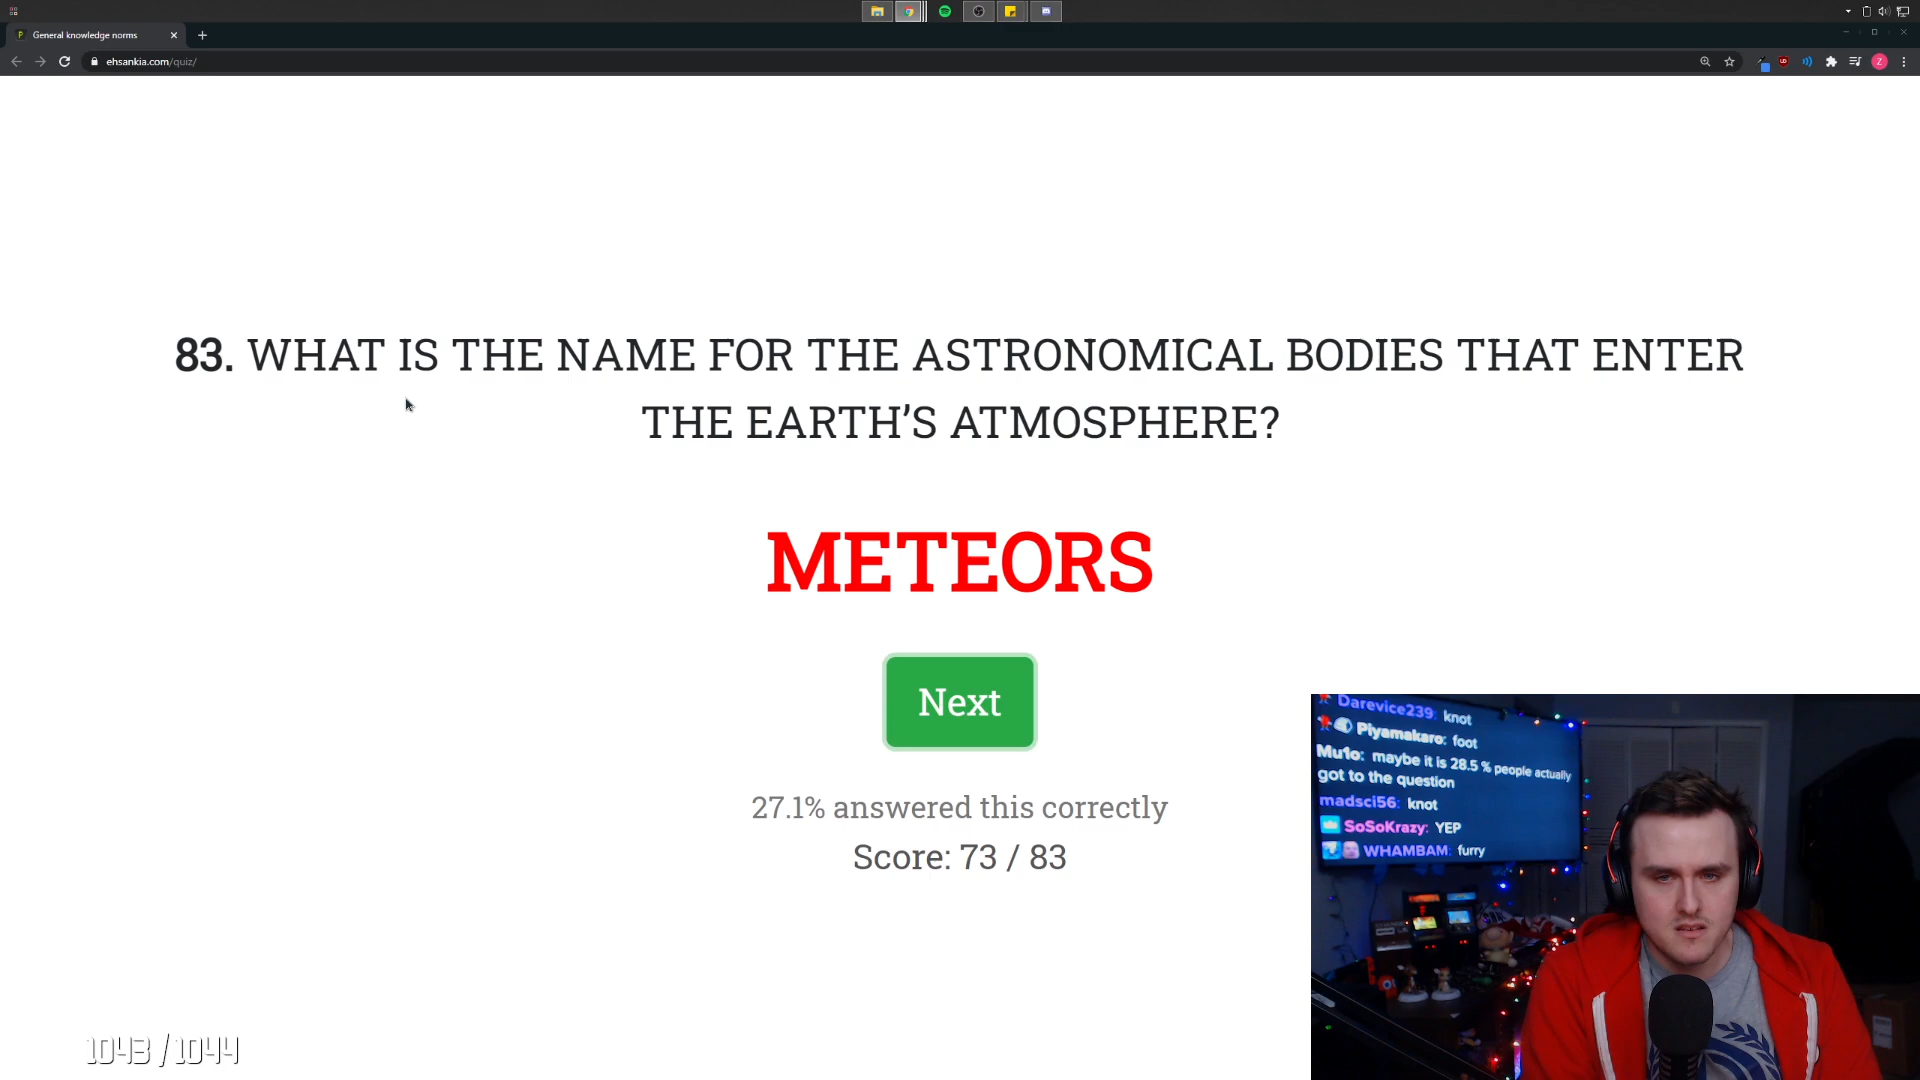 General knowledge norms
ehsankia.com/quiz/
Z
83. WHAT IS THE NAME FOR THE ASTRONOMICAL BODIES THAT ENTER
THE EARTH'S ATMOSPHERE?
METEORS
Next
27.1% answered this correctly
Score: 73 / 83
Darevice239: knot
Piyamakaro: foot
Mu1o: maybe it is 28.5 % people actually
got to the question
madsci56: knot
SoSoKrazy: YEP
WHAMBAM: furry
1043 / 1044